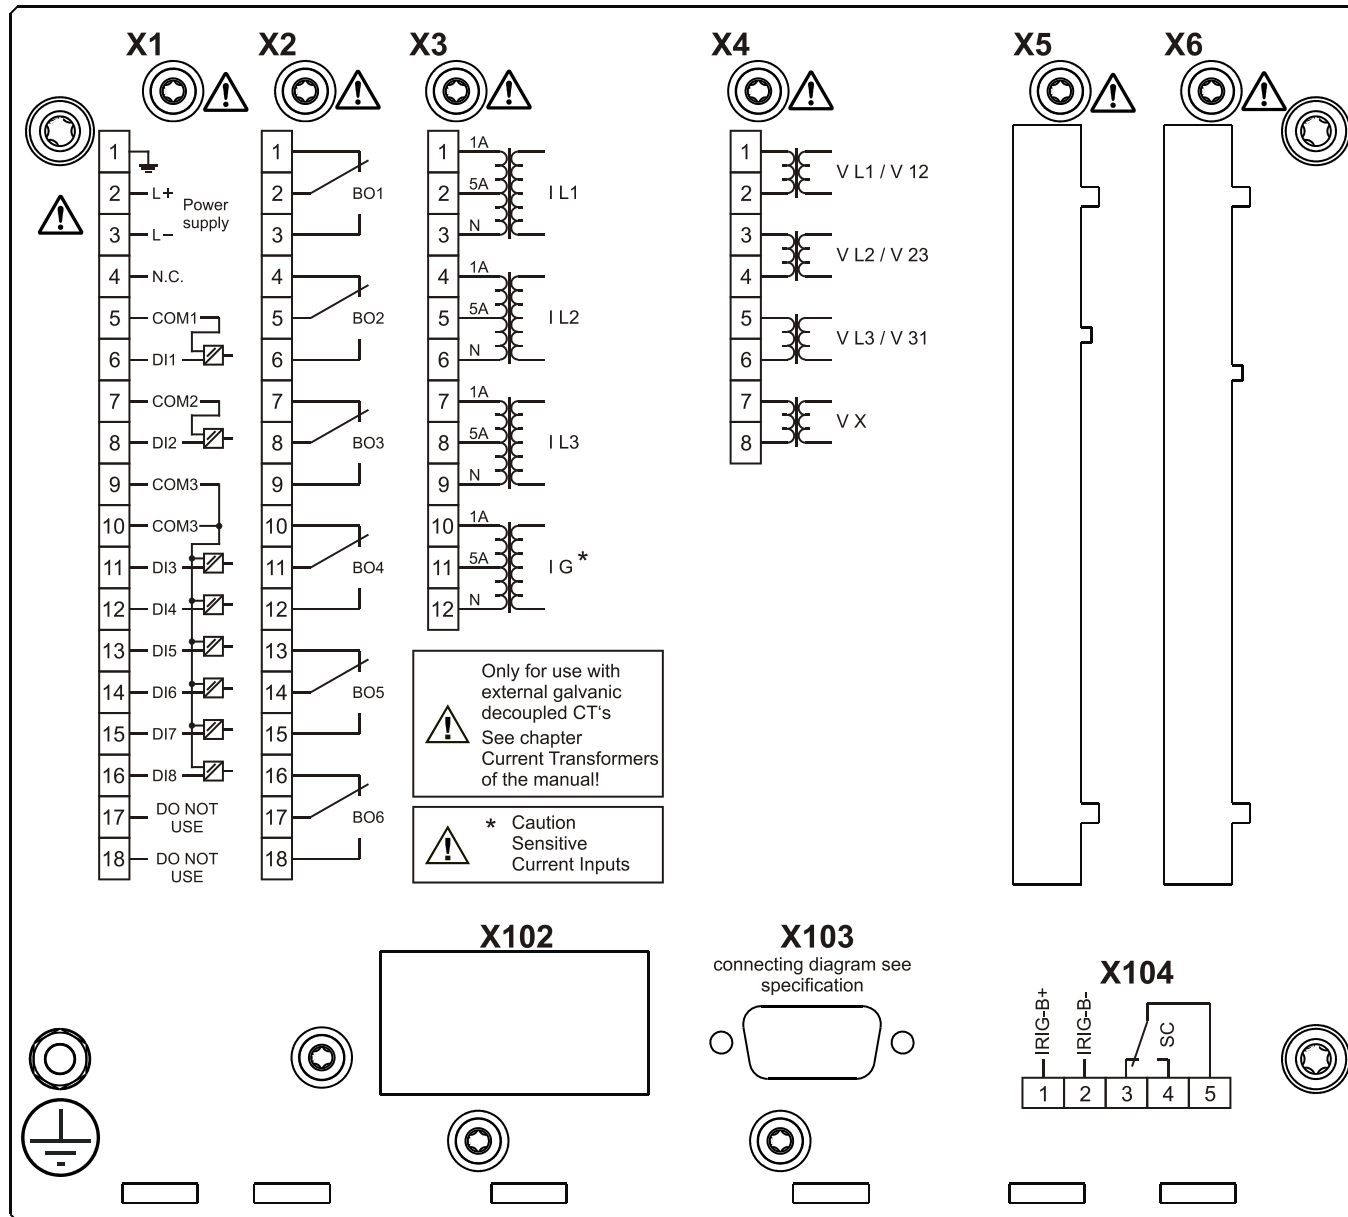 X1
X2
X3
X4
X5
X6
1
2 L+
3 L−
Power
supply
4 N.C.
5 COM1
6 DI1
7 COM2
8 DI2
9 COM3
10 COM3
11 DI3
12 DI4
13 DI5
14 DI6
15 DI7
16 DI8
17 DO NOT
USE
18 DO NOT
USE
1
2 BO1
3
4
5 BO2
6
7
8 BO3
9
10
11 BO4
12
13
14 BO5
15
16
17 BO6
18
1 1A
2 5A I L1
3 N
4 1A
5 5A I L2
6 N
7 1A
8 5A I L3
9 N
10 1A
11 5A I G*
12 N
Only for use with
external galvanic
decoupled CT‘s
See chapter
Current Transformers
of the manual!
* Caution
Sensitive
Current Inputs
1
V L1 / V 12
2
3
V L2 / V 23
4
5
V L3 / V 31
6
7
V X
8
X102
X103
connecting diagram see
specification
X104
IRIG-B+
IRIG-B-
SC
1 2 3 4 5